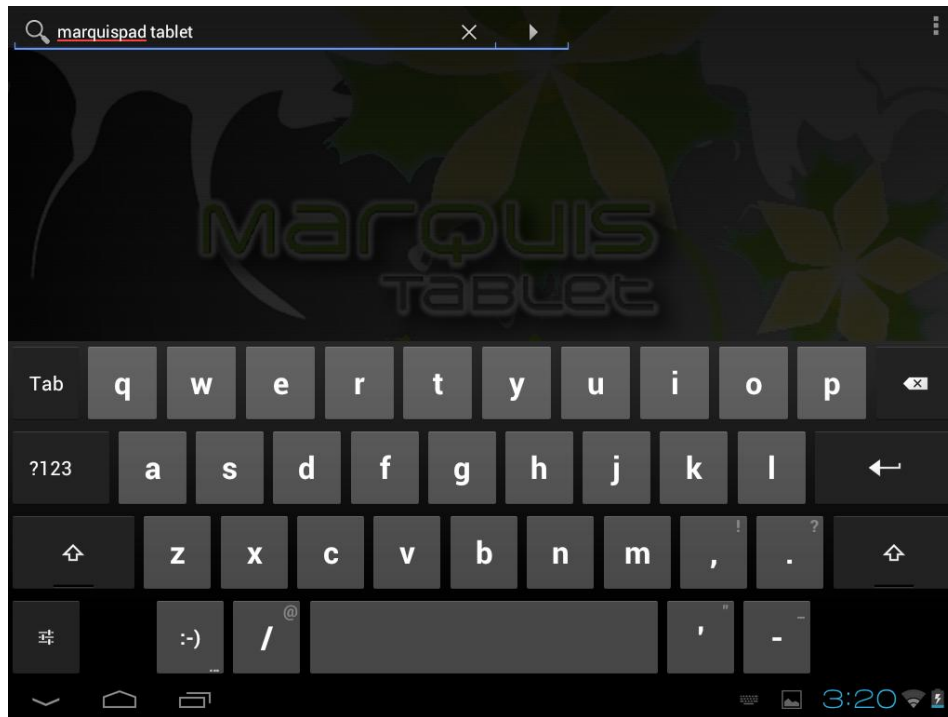 marquispad tablet
Marquis
Tablet
Tab q w e r t y u i o p
?123 a s d f g h j k l
z x c v b n m , ! . ?
:-) ... / @ ' " - _
3:20